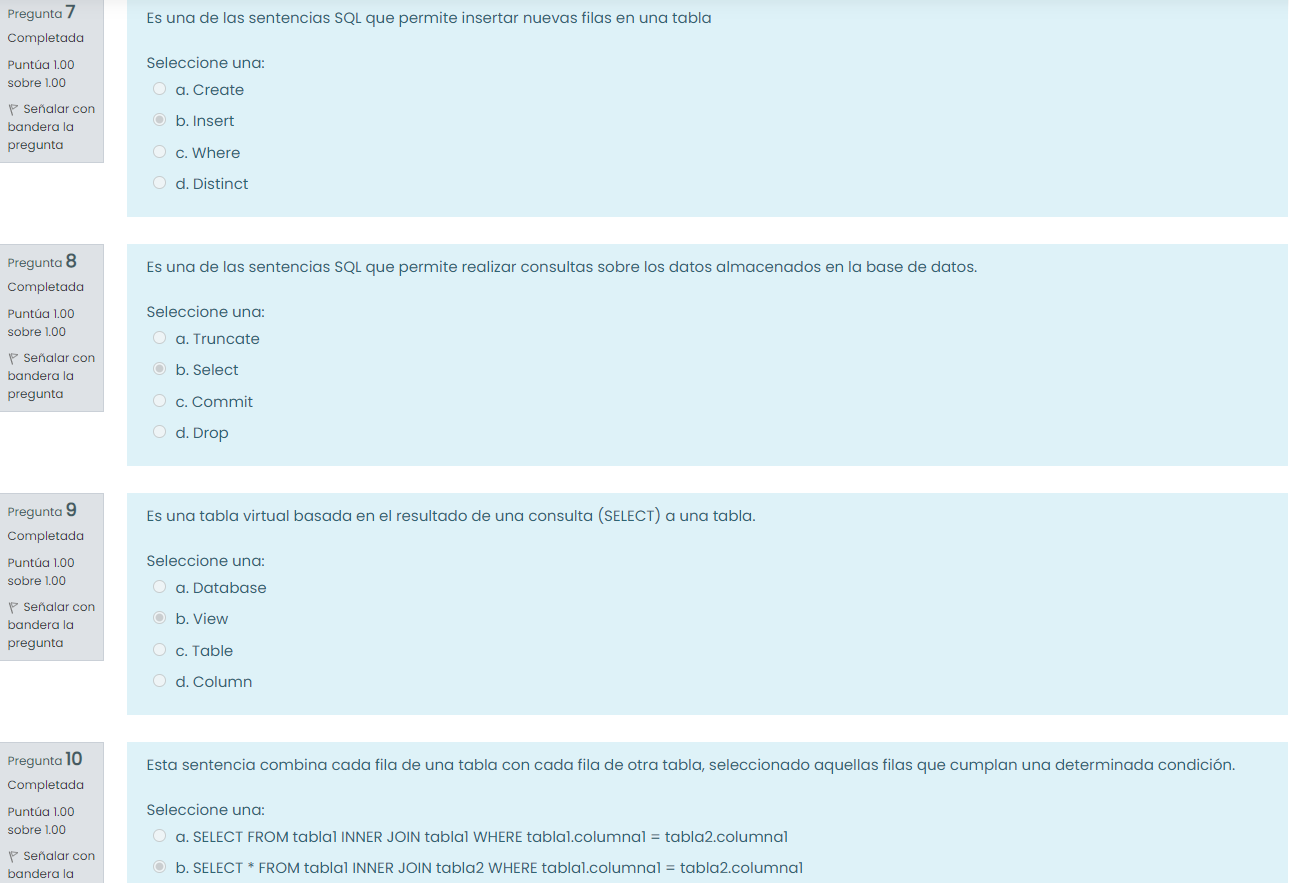 Pregunta 7
Completada
Puntúa 1.00
sobre 1.00
Señalar con
bandera la
pregunta
Es una de las sentencias SQL que permite insertar nuevas filas en una tabla
Seleccione una:
a. Create
b. Insert
c. Where
d. Distinct
Pregunta 8
Completada
Puntúa 1.00
sobre 1.00
Señalar con
bandera la
pregunta
Es una de las sentencias SQL que permite realizar consultas sobre los datos almacenados en la base de datos.
Seleccione una:
a. Truncate
b. Select
c. Commit
d. Drop
Pregunta 9
Completada
Puntúa 1.00
sobre 1.00
Señalar con
bandera la
pregunta
Es una tabla virtual basada en el resultado de una consulta (SELECT) a una tabla.
Seleccione una:
a. Database
b. View
c. Table
d. Column
Pregunta 10
Completada
Puntúa 1.00
sobre 1.00
Señalar con
bandera la
Esta sentencia combina cada fila de una tabla con cada fila de otra tabla, seleccionado aquellas filas que cumplan una determinada condición.
Seleccione una:
a. SELECT FROM tabla1 INNER JOIN tabla1 WHERE tabla1.columna1 = tabla2.columna1
b. SELECT * FROM tabla1 INNER JOIN tabla2 WHERE tabla1.columna1 = tabla2.columna1